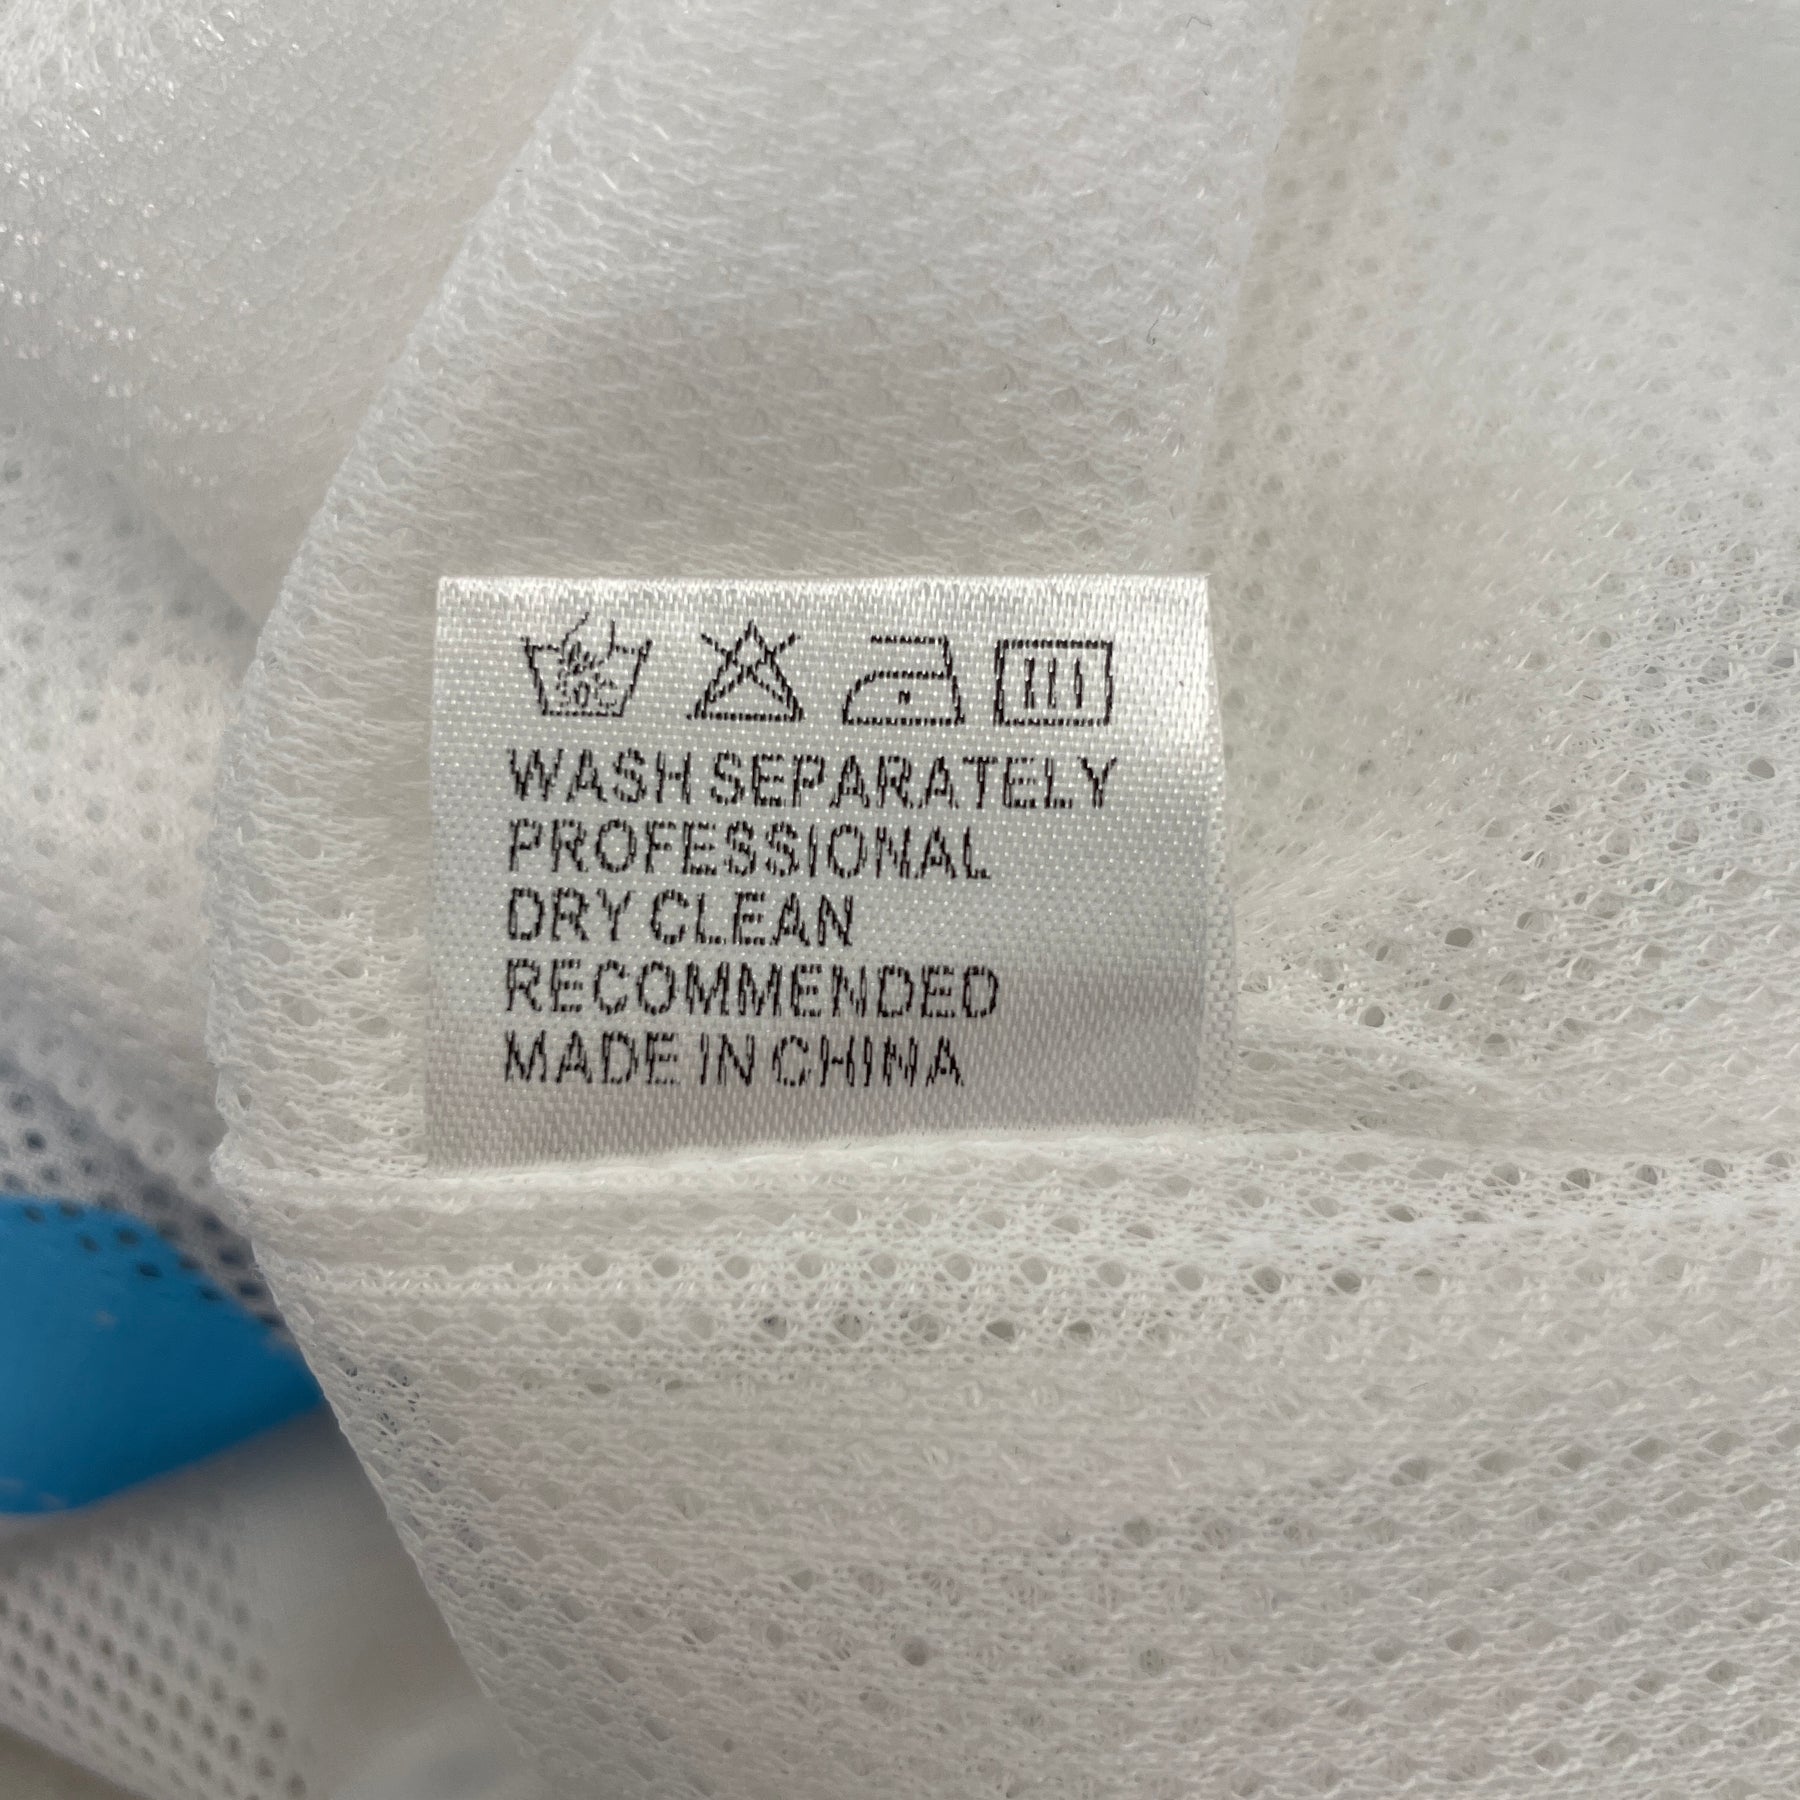 WASH SEPARATELY
PROFESSIONAL
DRY CLEAN
RECOMMENDED
MADE IN CHINA